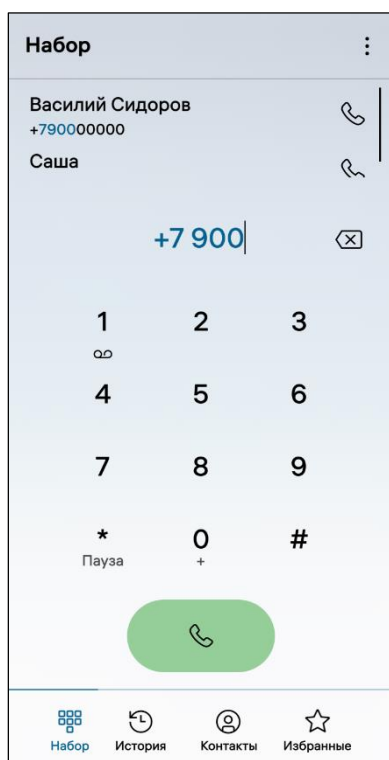 Набор
Василий Сидоров
+790000000
Саша
+7 900
1 2 3
4 5 6
7 8 9
* 0 #
Пауза +
Набор История Контакты Избранные